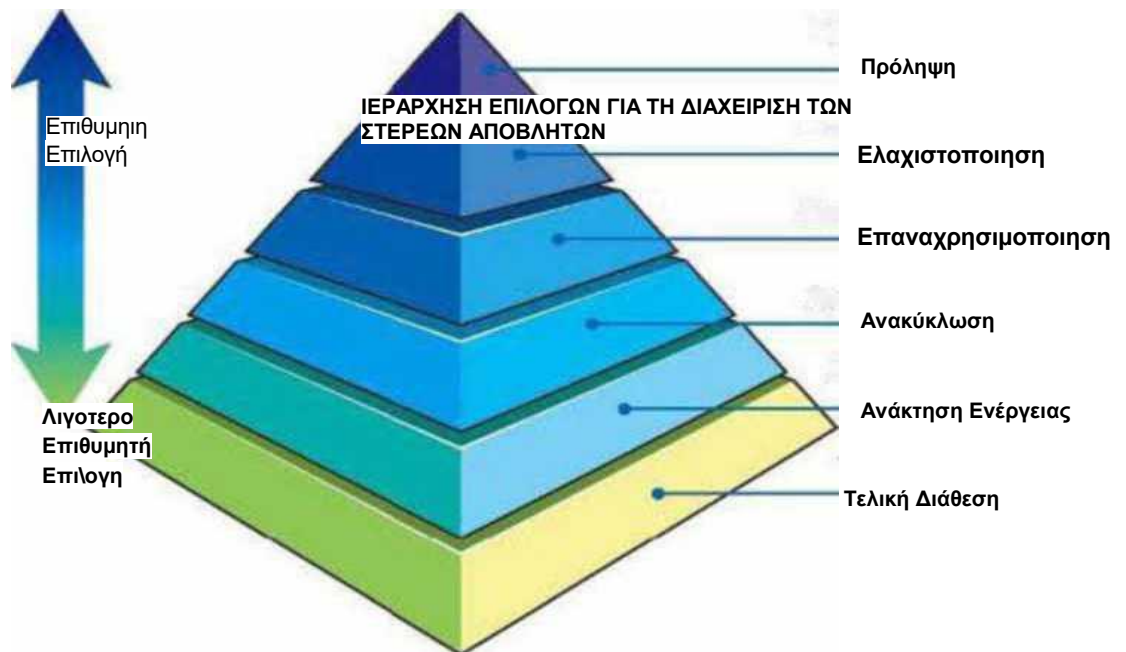 Πρόληψη
ΙΕΡΑΡΧΗΣΗ ΕΠΙΛΟΓΩΝ ΓΙΑ ΤΗ ΔΙΑΧΕΙΡΙΣΗ ΤΩΝ
ΣΤΕΡΕΩΝ ΑΠΟΒΛΗΤΩΝ
Επιθυμηιη
Επιλογή
Ελαχιστοποιηση
Επαναχρησιμοποιηση
Ανακύκλωση
Ανάκτηση Ενέργειας
Λιγοτερο
Επιθυμητή
Επι\ογη
Τελική Διάθεση